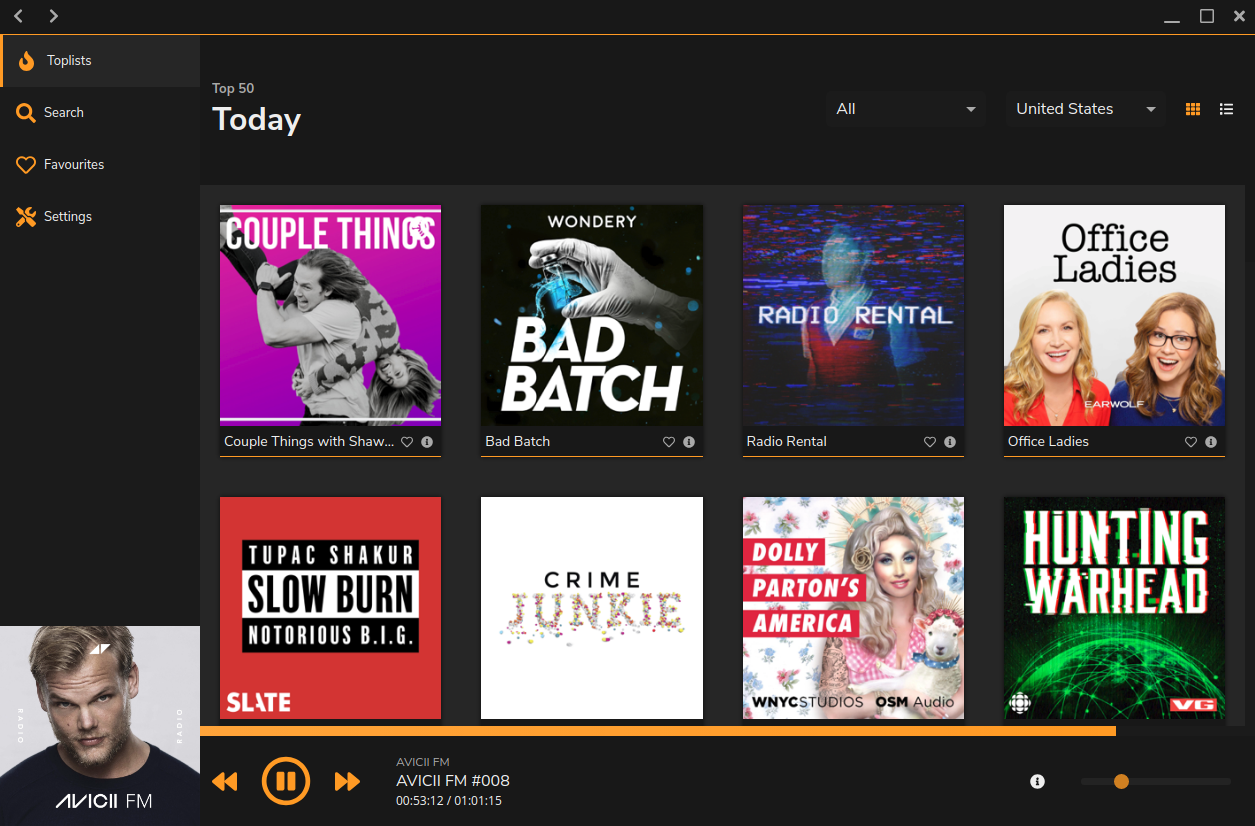 Toplists
Search
Favourites
Settings
Top 50
Today
All
United States
COUPLE THINGS
Couple Things with Shaw...
WONDERY
BAD
BATCH
Bad Batch
RADIO RENTAL
Radio Rental
Office
Ladies
EARWOLF
Office Ladies
TUPAC SHAKUR
SLOW BURN
NOTORIOUS B.I.G.
SLATE
CRIME
JUNKIE
DOLLY
PARTON'S
AMERICA
WNYCSTUDIOS OSM Audio
HUNTING
WARHEAD
VG
RADIO
RADIO
AVICII FM
AVICII FM
AVICII FM #008
00:53:12 / 01:01:15